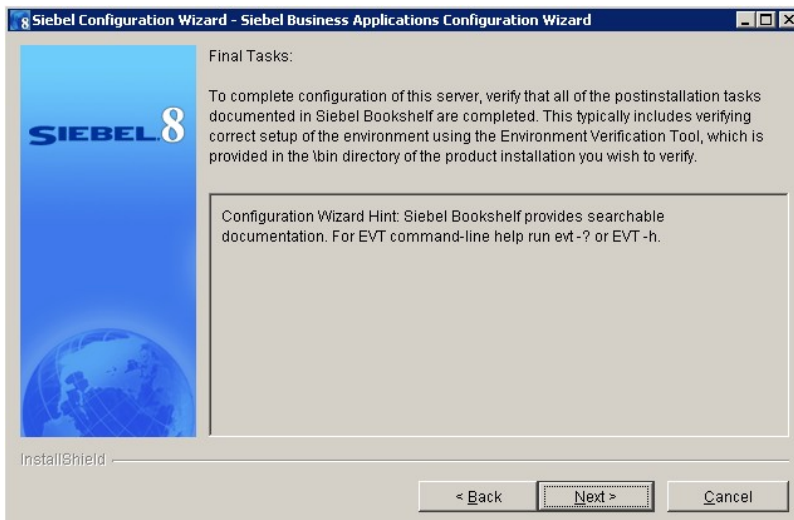 Siebel Configuration Wizard - Siebel Business Applications Configuration Wizard
SIEBEL.8
Final Tasks:
To complete configuration of this server, verify that all of the postinstallation tasks
documented in Siebel Bookshelf are completed. This typically includes verifying
correct setup of the environment using the Environment Verification Tool, which is
provided in the \bin directory of the product installation you wish to verify.
Configuration Wizard Hint: Siebel Bookshelf provides searchable
documentation. For EVT command-line help run evt -? or EVT -h.
InstallShield
< Back Next > Cancel